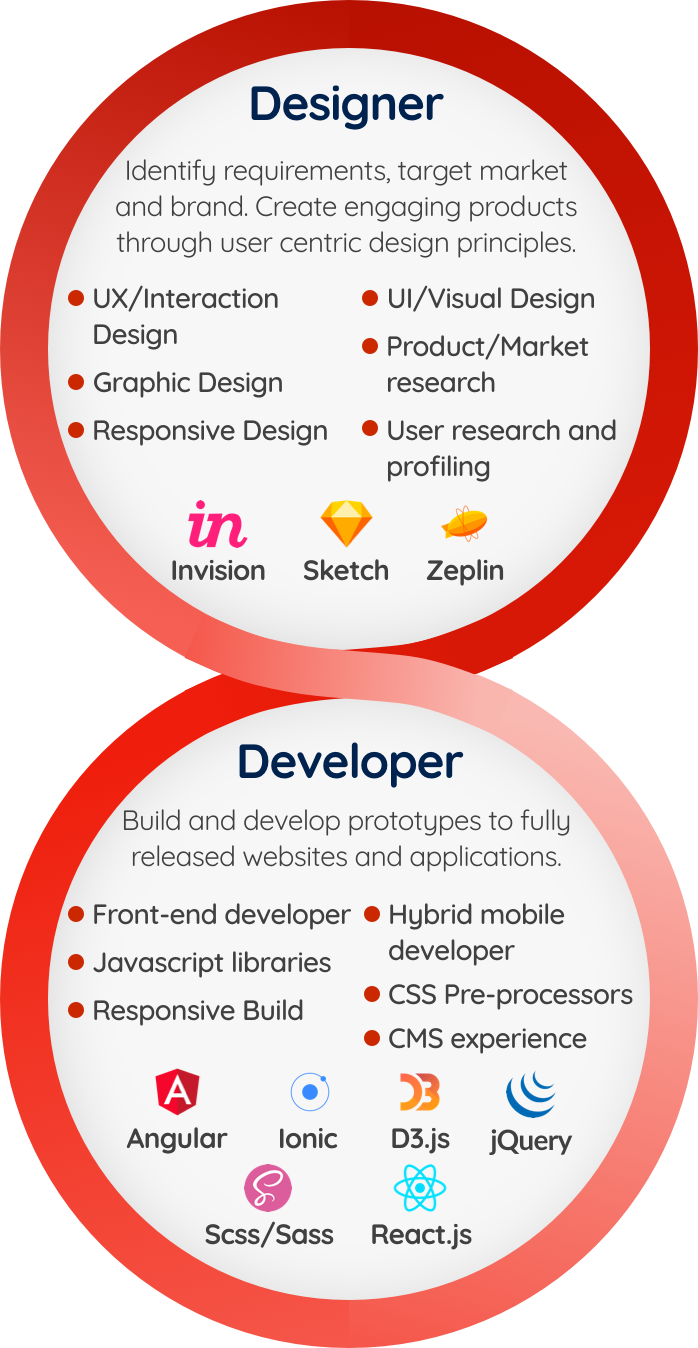 Designer
Identify requirements, target market
and brand. Create engaging products
through user centric design principles.
UX/Interaction
Design
Graphic Design
Responsive Design
UI/Visual Design
Product/Market
research
User research and
profiling
in
Invision
Sketch
Zeplin
Developer
Build and develop prototypes to fully
released websites and applications.
Front-end developer
Javascript libraries
Responsive Build
Hybrid mobile
developer
CSS Pre-processors
CMS experience
A
Angular
Ionic
D3
D3.js
jQuery
Scss/Sass
React.js